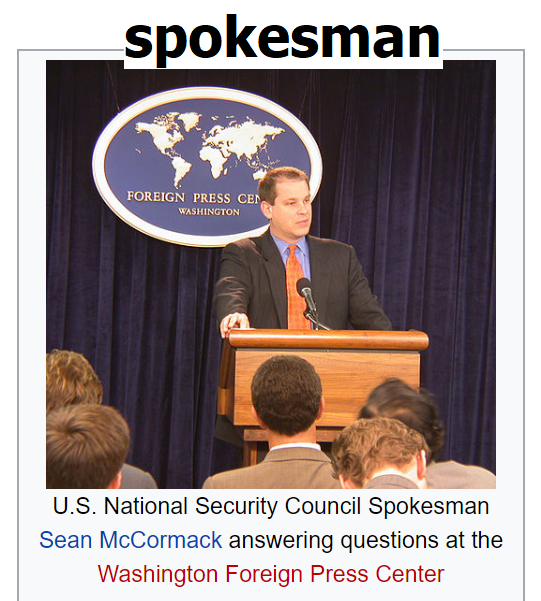 spokesman
FOREIGN PRESS CEN
WASHINGTON
U.S. National Security Council Spokesman
Sean McCormack answering questions at the
Washington Foreign Press Center